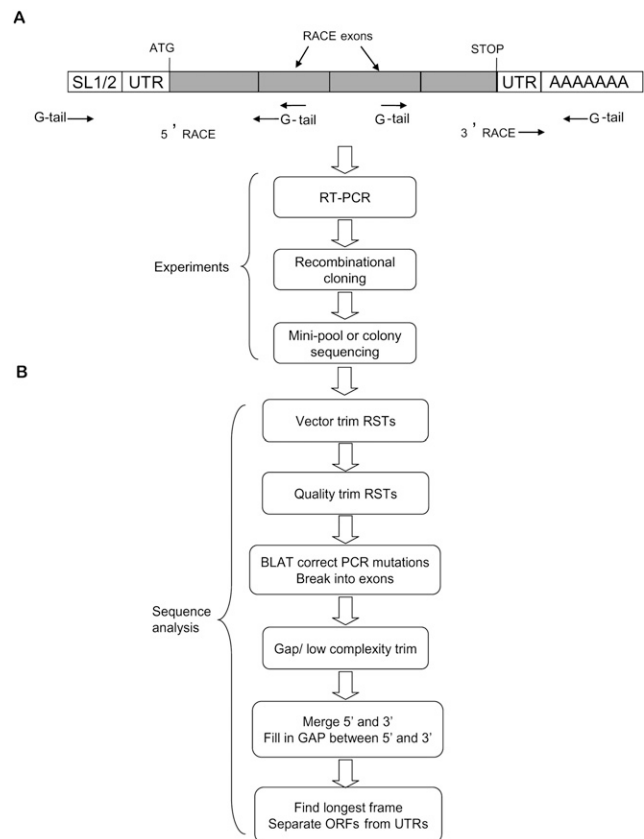 A
RACE exons
ATG
STOP
SL1/2 UTR UTR AAAAAAA
G-tail G-tail G-tail G-tail
5' RACE 3' RACE
RT-PCR
Recombinational
cloning
Experiments
Mini-pool or colony
sequencing
B
Vector trim RSTs
Quality trim RSTs
BLAT correct PCR mutations
Break into exons
Sequence
analysis
Gap/ low complexity trim
Merge 5' and 3'
Fill in GAP between 5' and 3'
Find longest frame
Separate ORFs from UTRs